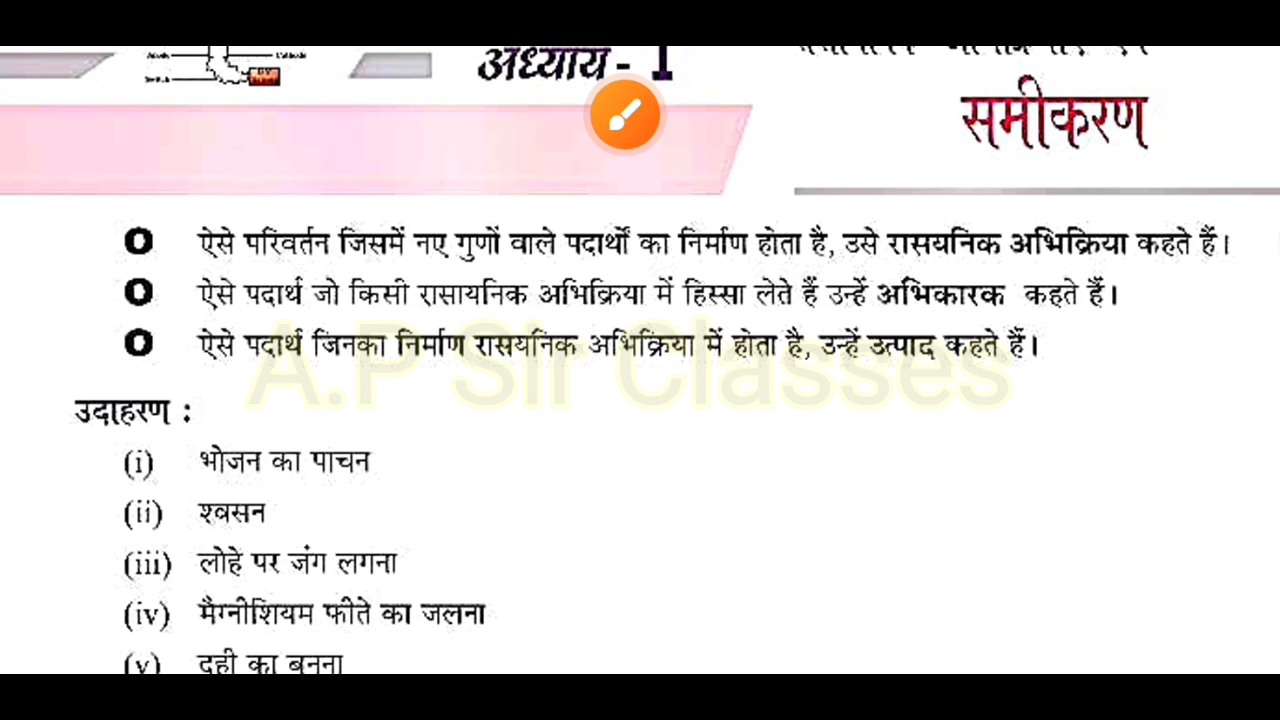 अध्याय - 1
समीकरण
O ऐसे परिवर्तन जिसमें नए गुणों वाले पदार्थों का निर्माण होता है, उसे रासयनिक अभिक्रिया कहते हैं।
O ऐसे पदार्थ जो किसी रासायनिक अभिक्रिया में हिस्सा लेते हैं उन्हें अभिकारक कहते हैं।
O ऐसे पदार्थ जिनका निर्माण रासयनिक अभिक्रिया में होता है, उन्हें उत्पाद कहते हैं।
A.P Sir Classes
उदाहरण :
(i) भोजन का पाचन
(ii) श्वसन
(iii) लोहे पर जंग लगना
(iv) मैग्नीशियम फीते का जलना
(v) दही का बनना